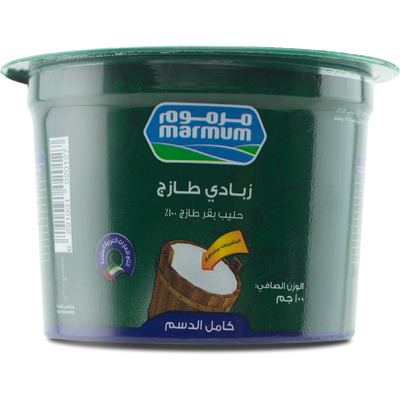 مرموم
marmum
زبادي طازج
حليب بقر طازج ١٠٠٪
الوزن الصافي:
١٠٠ جم
كامل الدسم